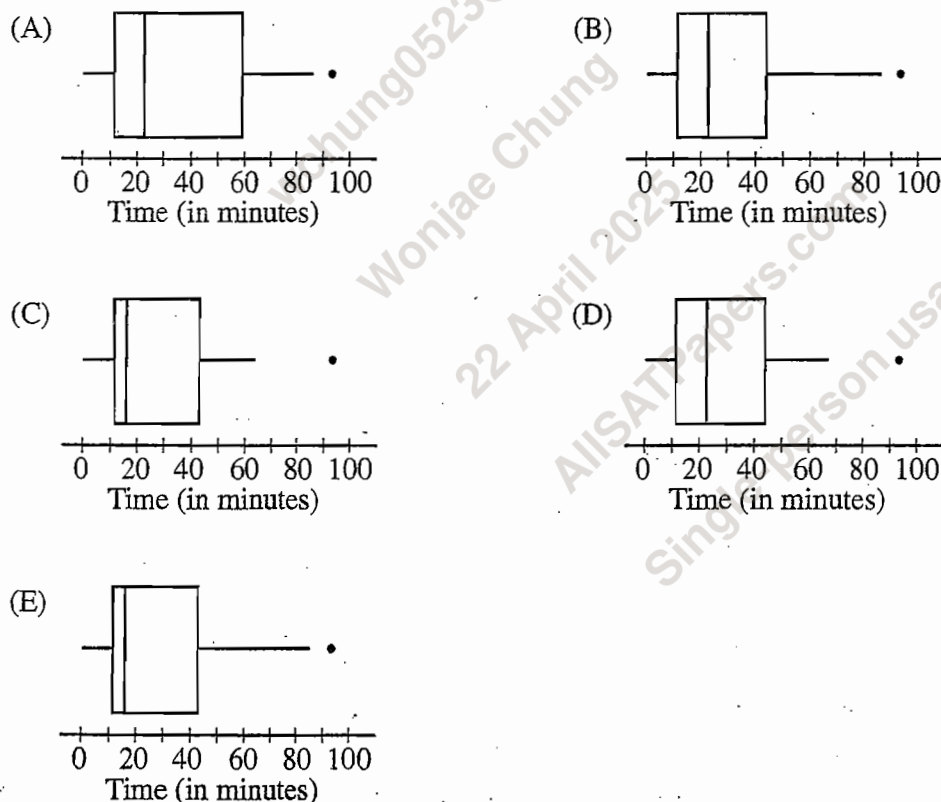 (A)
0 20 40 60 80 100
Time (in minutes)
(B)
0 20 40 60 80 100
Time (in minutes)
(C)
0 20 40 60 80 100
Time (in minutes)
(D)
0 20 40 60 80 100
Time (in minutes)
(E)
0 20 40 60 80 100
Time (in minutes)
wchung0523
Wonjae Chung
22 April 2025
AllSATPapers.com
Single person usa